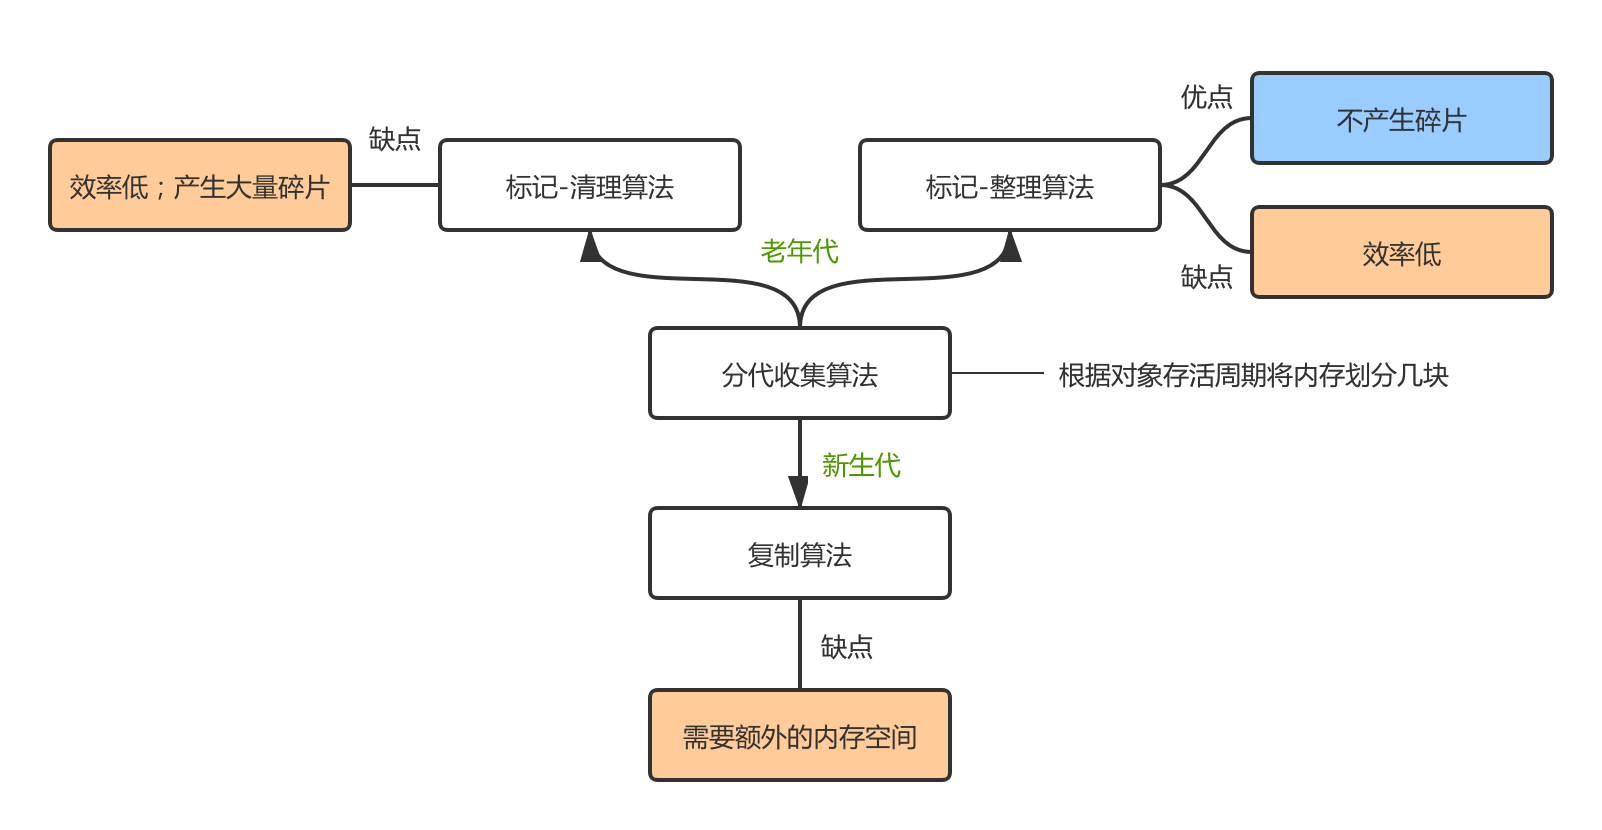 优点
不产生碎片
缺点
效率低；产生大量碎片
标记-清理算法
标记-整理算法
老年代
效率低
缺点
分代收集算法
根据对象存活周期将内存划分几块
新生代
复制算法
缺点
需要额外的内存空间